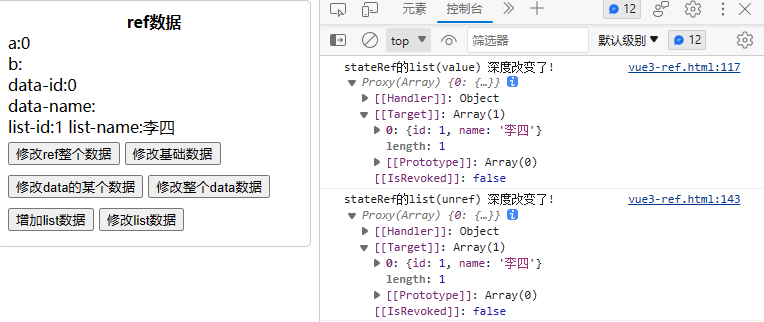 ref数据
a:0
b:
data-id:0
data-name:
list-id:1 list-name:李四
修改ref整个数据 修改基础数据
修改data的某个数据 修改整个data数据
增加list数据 修改list数据
元素 控制台 12
top 筛选器 默认级别 12
stateRef的list(value) 深度改变了! vue3-ref.html:117
Proxy(Array) {0: {…}} i
[[Handler]]: Object
[[Target]]: Array(1)
0: {id: 1, name: '李四'}
length: 1
[[Prototype]]: Array(0)
[[IsRevoked]]: false
stateRef的list(unref) 深度改变了! vue3-ref.html:143
Proxy(Array) {0: {…}} i
[[Handler]]: Object
[[Target]]: Array(1)
0: {id: 1, name: '李四'}
length: 1
[[Prototype]]: Array(0)
[[IsRevoked]]: false